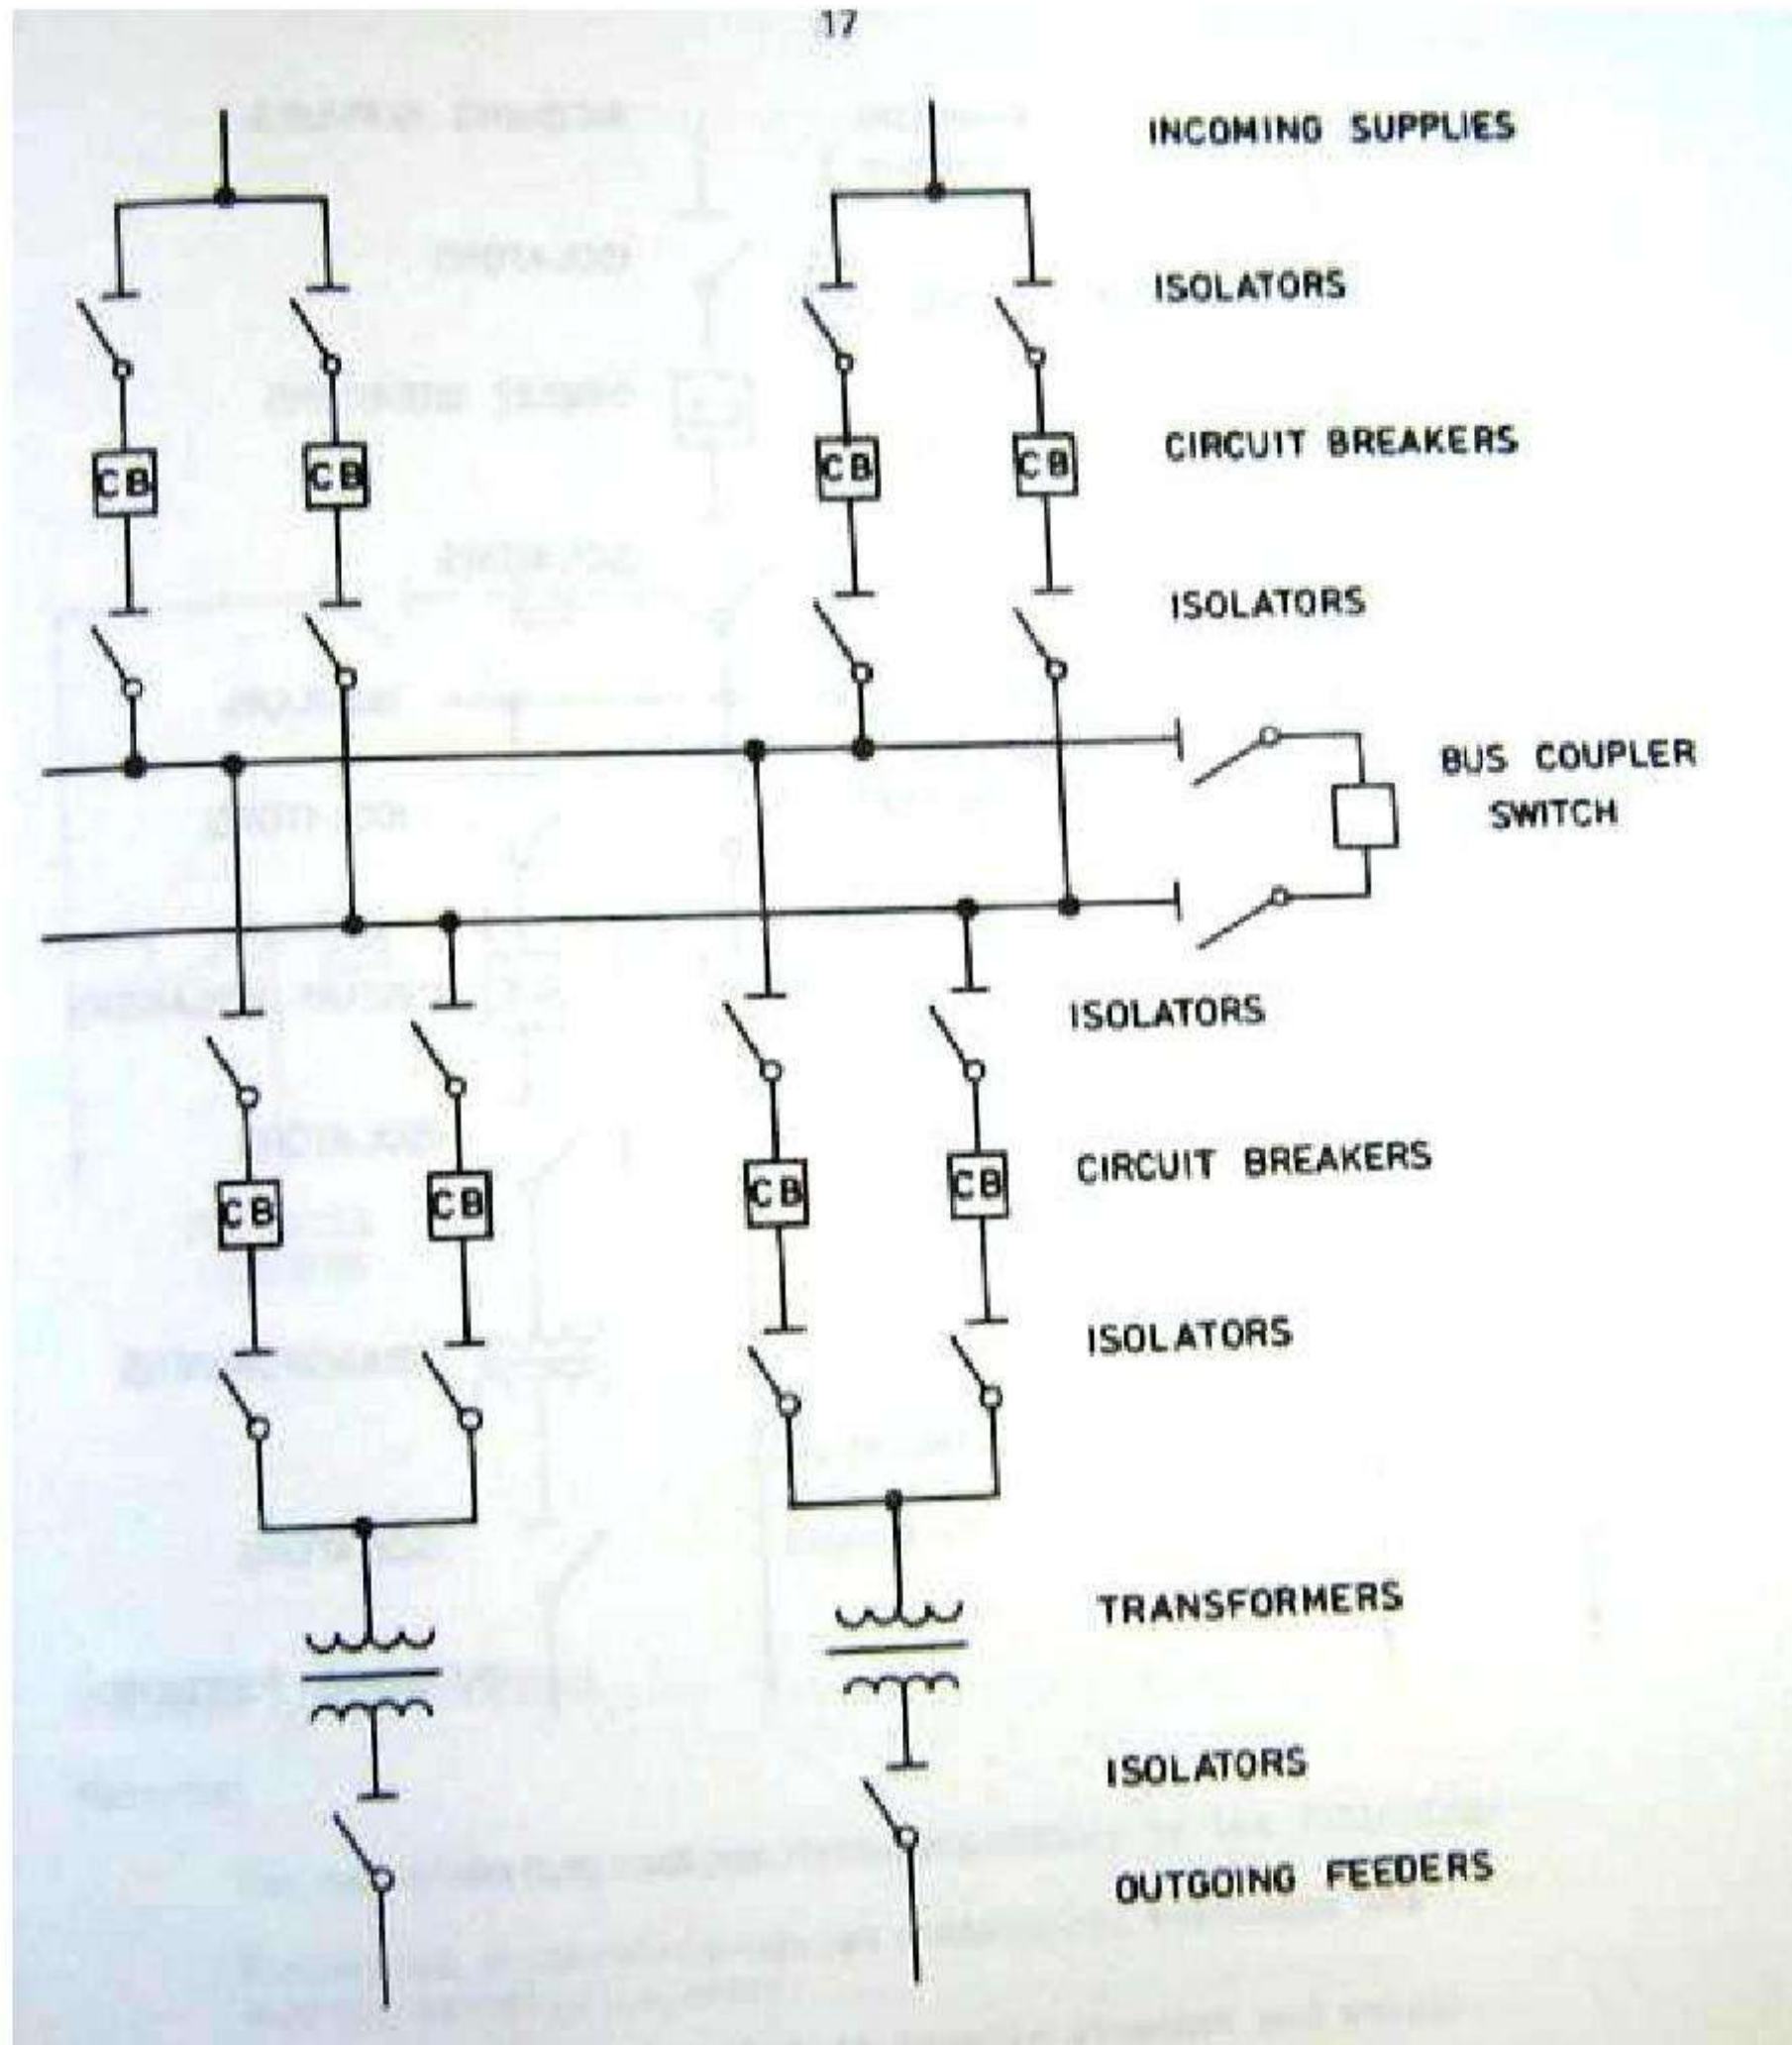 17
INCOMING SUPPLIES
ISOLATORS
CB CB CB CB
CIRCUIT BREAKERS
ISOLATORS
BUS COUPLER
SWITCH
ISOLATORS
CB CB CB CB
CIRCUIT BREAKERS
ISOLATORS
TRANSFORMERS
ISOLATORS
OUTGOING FEEDERS